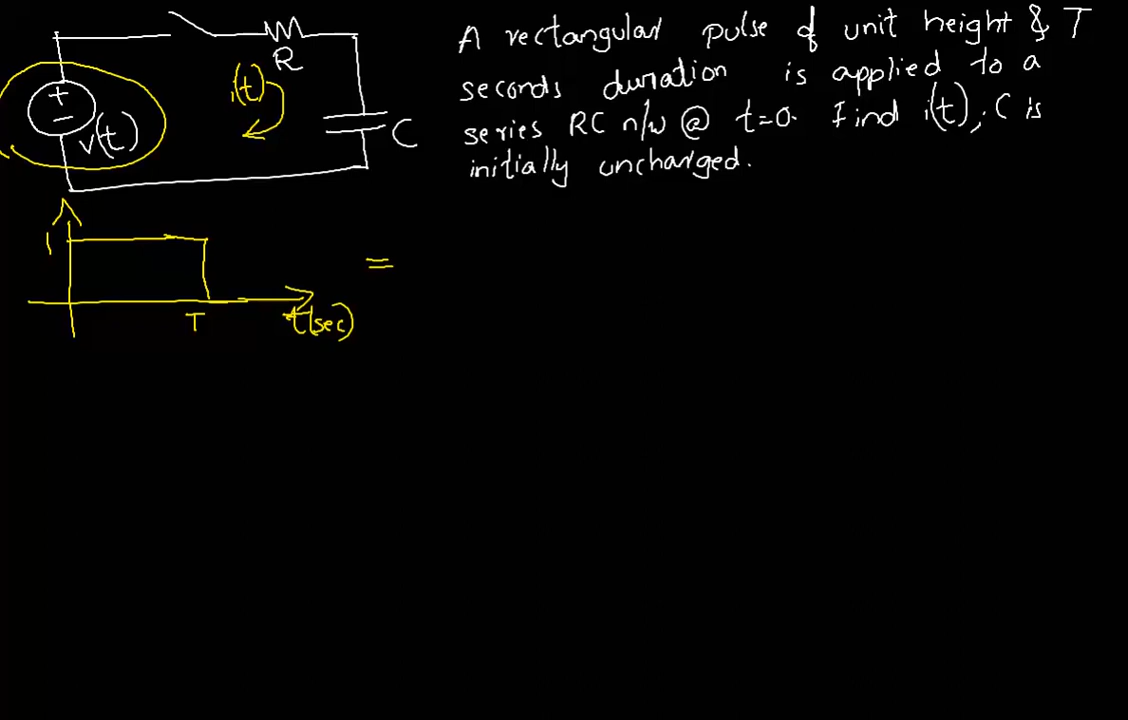 A rectangular pulse of unit height & T
seconds duration is applied to a
series RC n/w @ t=0. Find i(t), C is
initially uncharged.
R
i(t)
+
-
v(t)
C
1
=
T
t(sec)